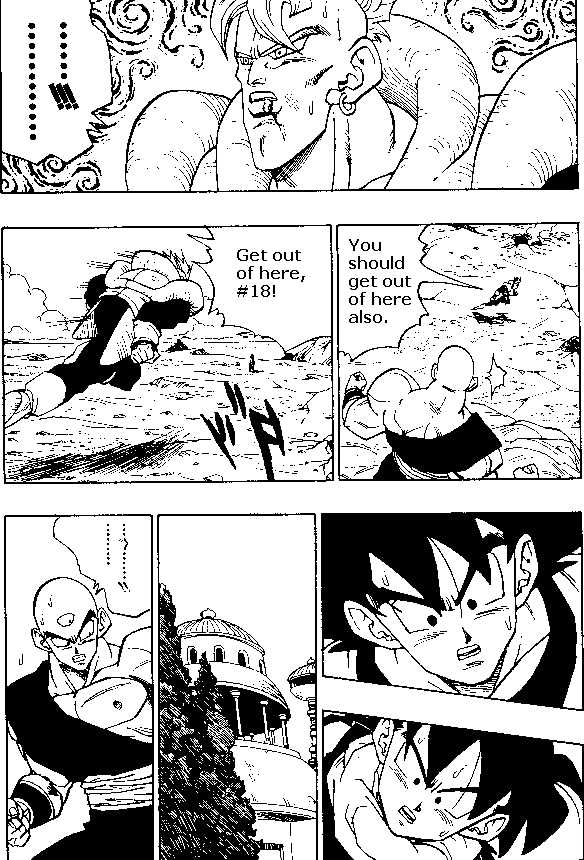 Get out
of here,
#18!
You
should
get out
of here
also.